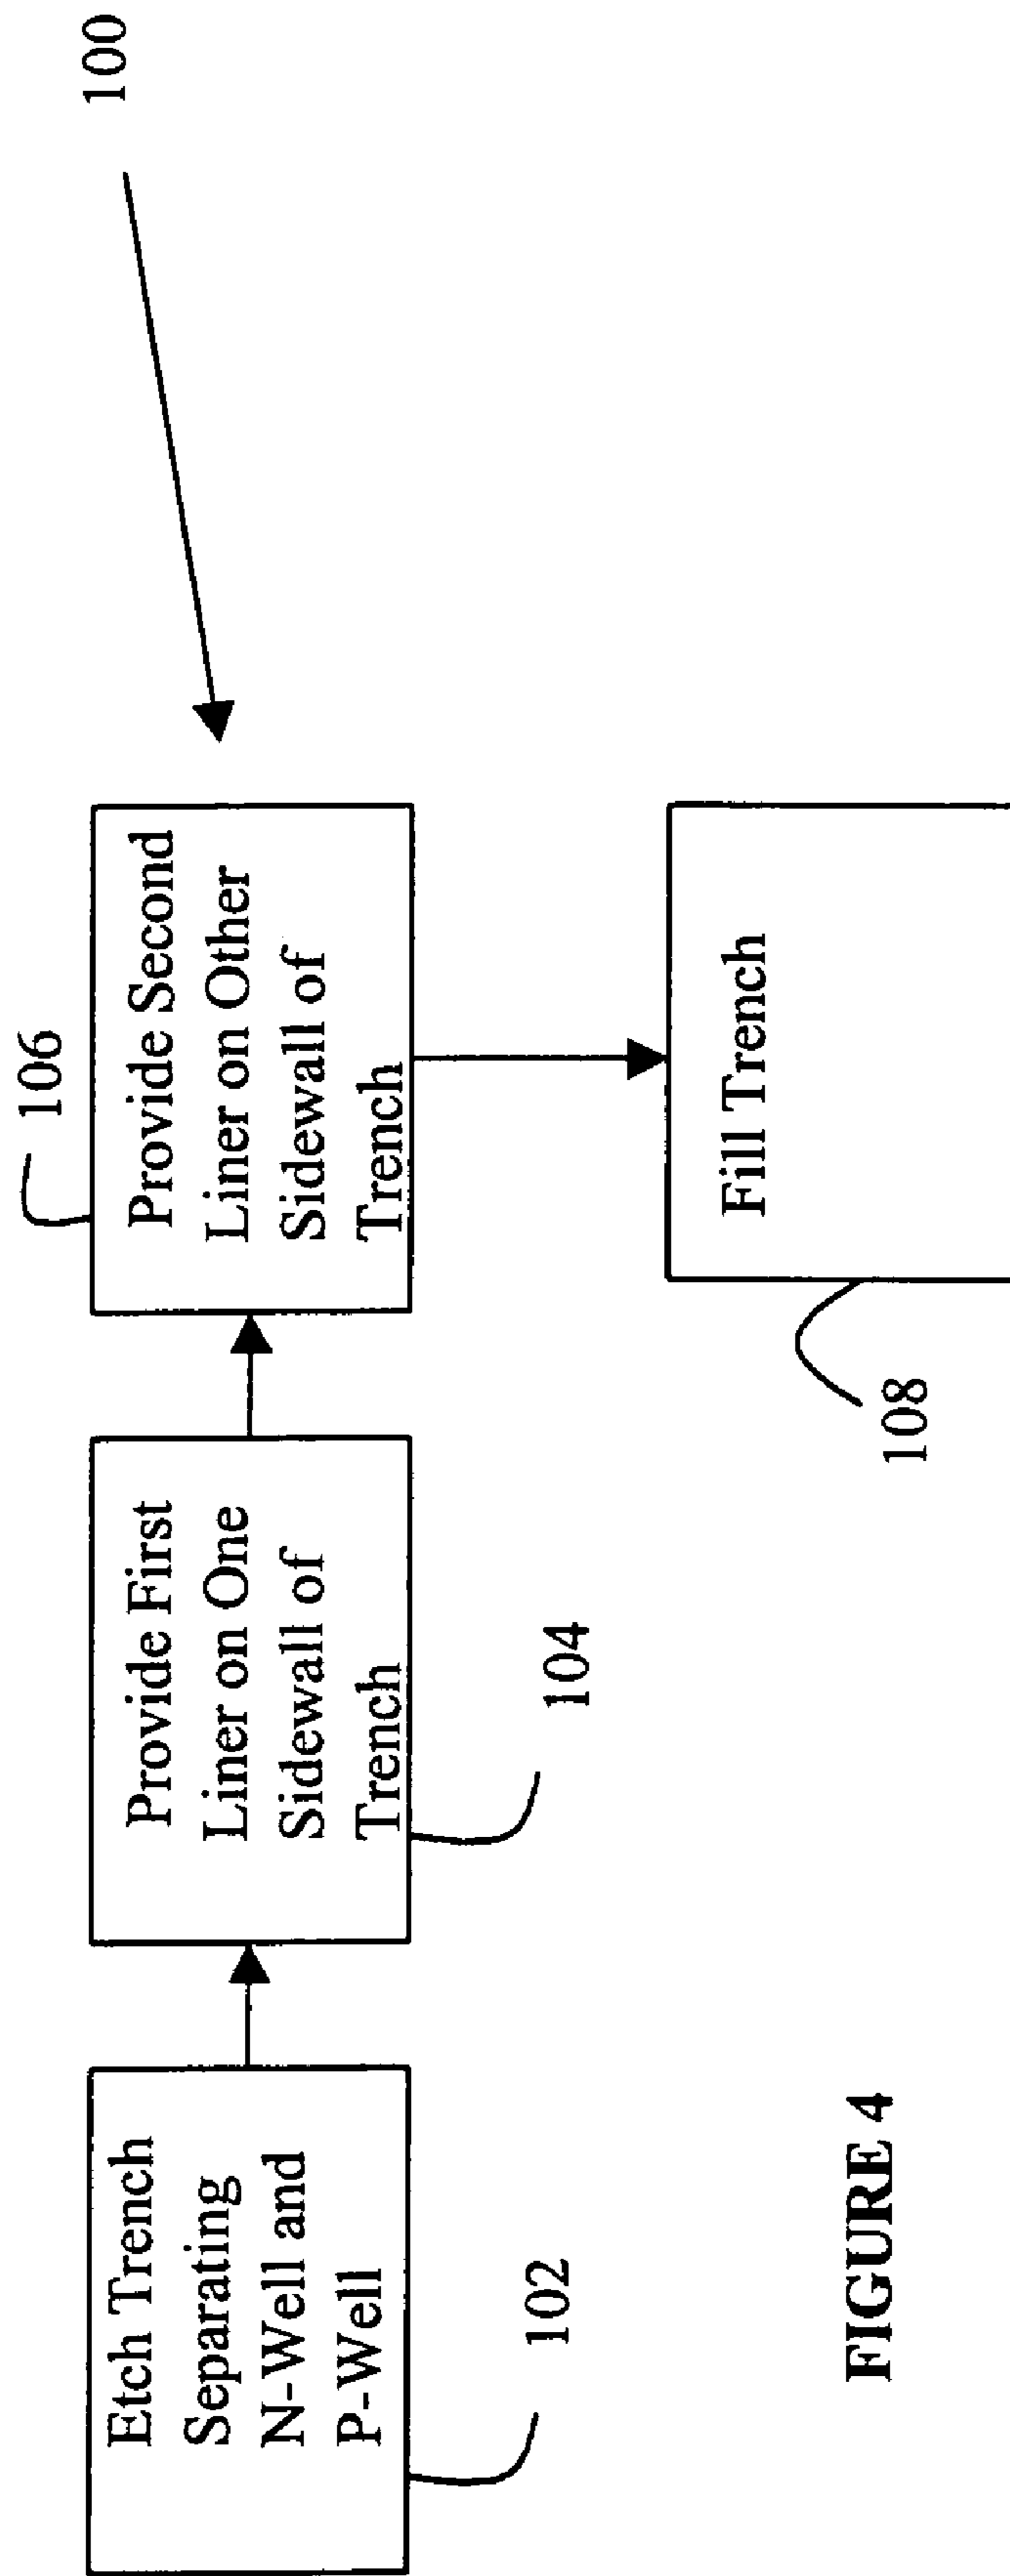 100
Etch Trench
Separating
N-Well and
P-Well
102
Provide First
Liner on One
Sidewall of
Trench
104
Provide Second
Liner on Other
Sidewall of
Trench
106
Fill Trench
108
FIGURE 4